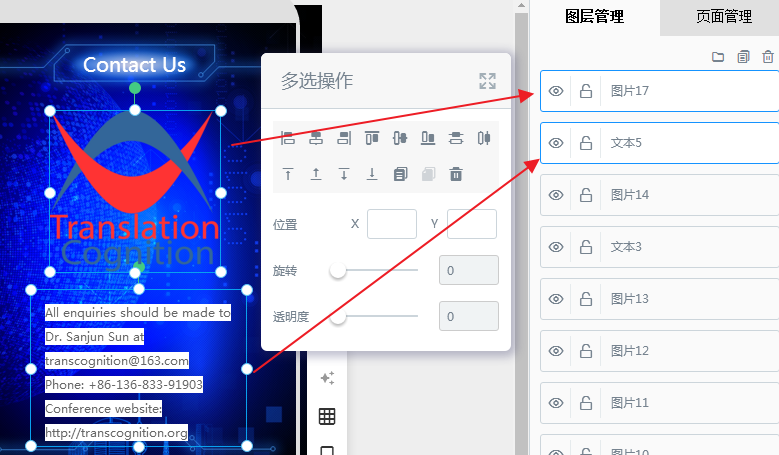 Contact Us
Translation
Cognition
All enquiries should be made to
Dr. Sanjun Sun at
transcognition@163.com
Phone: +86-136-833-91903
Conference website:
http://transcognition.org
多选操作
位置
X
Y
旋转
0
透明度
0
图层管理
页面管理
图片17
文本5
图片14
文本3
图片13
图片12
图片11
图片10